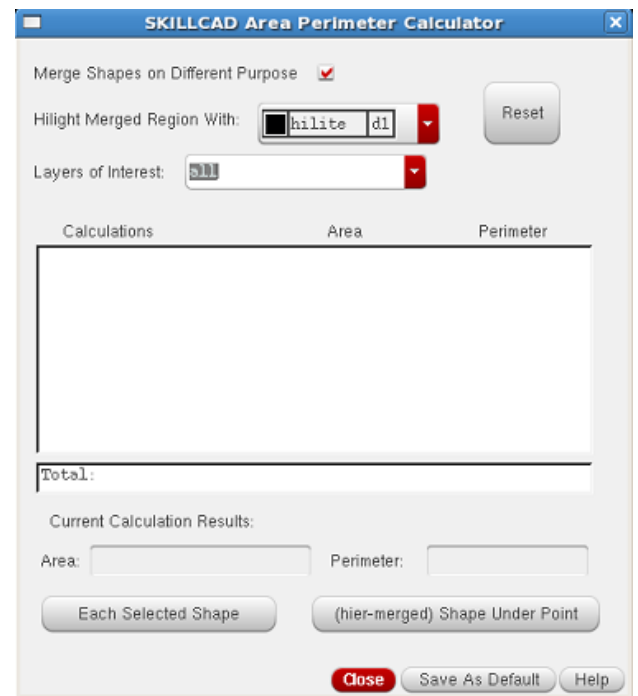 SKILLCAD Area Perimeter Calculator
Merge Shapes on Different Purpose
Reset
Hilight Merged Region With: hilite d1
Layers of Interest: all
Calculations Area Perimeter
Total:
Current Calculation Results:
Area: Perimeter:
Each Selected Shape (hier-merged) Shape Under Point
Close Save As Default Help